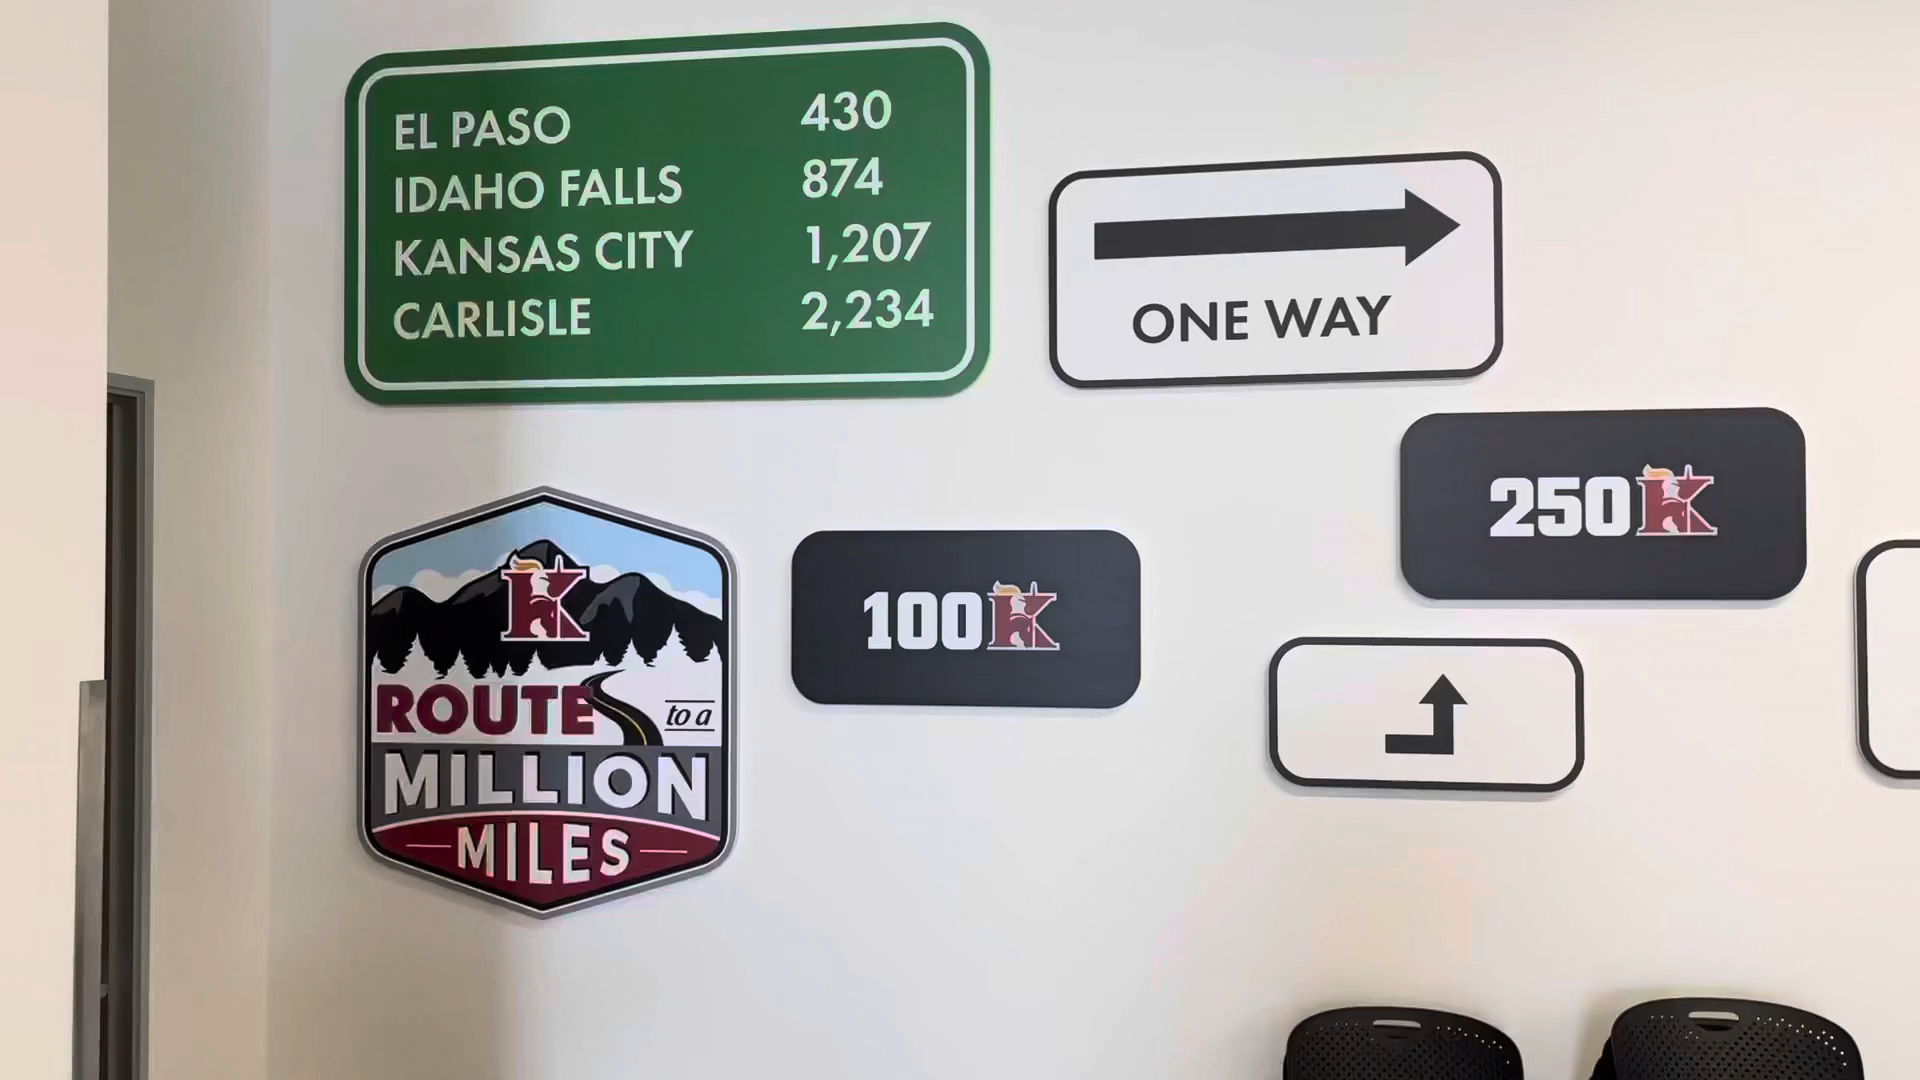 EL PASO 430
IDAHO FALLS 874
KANSAS CITY 1,207
CARLISLE 2,234
ONE WAY
250K
100K
K
ROUTE to a
MILLION
MILES